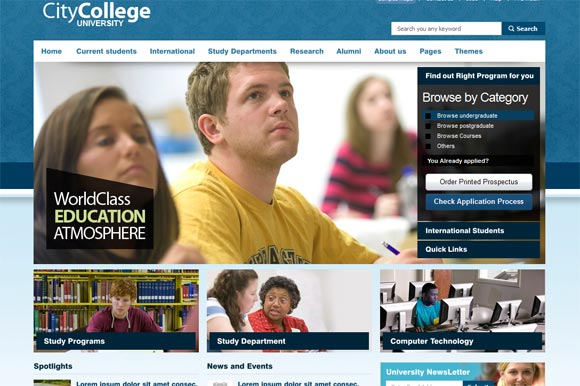 CityCollege
UNIVERSITY
Search you any keyword
Search
Home Current students International Study Departments Research Alumni About us Pages Themes
Find out Right Program for you
Browse by Category
Browse undergraduate
Browse postgraduate
Browse Courses
Others
You Already applied?
Order Printed Prospectus
Check Application Process
International Students
Quick Links
WorldClass
EDUCATION
ATMOSPHERE
Study Programs
Study Department
Computer Technology
Spotlights
News and Events
University NewsLetter
Lorem ipsum dolor sit amet consec.
Lorem ipsum dolor sit amet, consec.